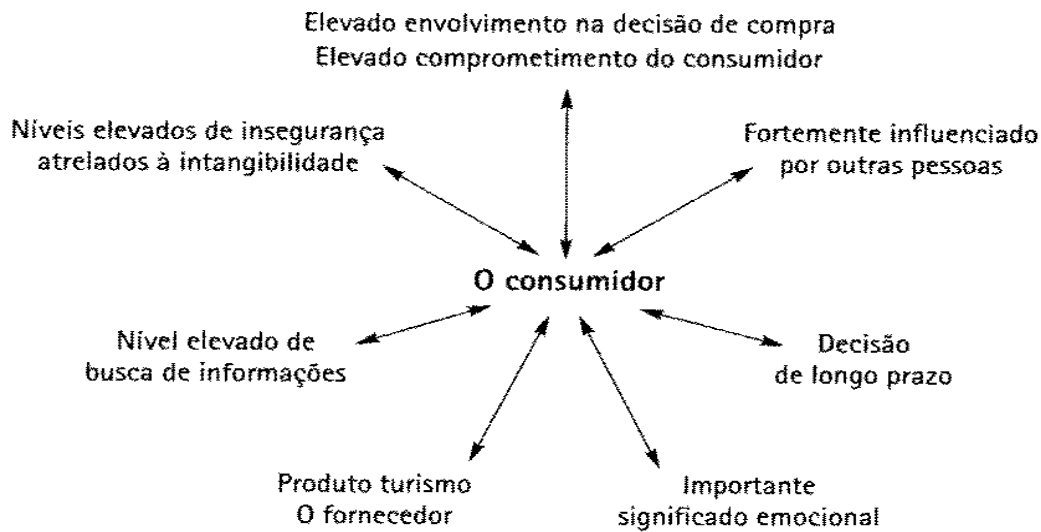 Elevado envolvimento na decisão de compra
Elevado comprometimento do consumidor
Níveis elevados de insegurança
atrelados à intangibilidade
Fortemente influenciado
por outras pessoas
O consumidor
Nível elevado de
busca de informações
Decisão
de longo prazo
Produto turismo
O fornecedor
Importante
significado emocional